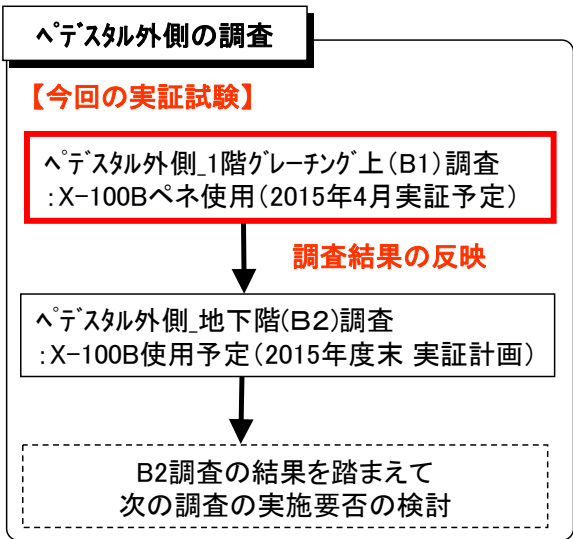 ﾍﾟﾃﾞｽﾀﾙ外側の調査
【今回の実証試験】
ﾍﾟﾃﾞｽﾀﾙ外側_1階ｸﾞﾚｰﾁﾝｸﾞ上(B1)調査
:X-100Bペネ使用(2015年4月実証予定)
調査結果の反映
ﾍﾟﾃﾞｽﾀﾙ外側_地下階(B2)調査
:X-100B使用予定(2015年度末 実証計画)
B2調査の結果を踏まえて
次の調査の実施要否の検討